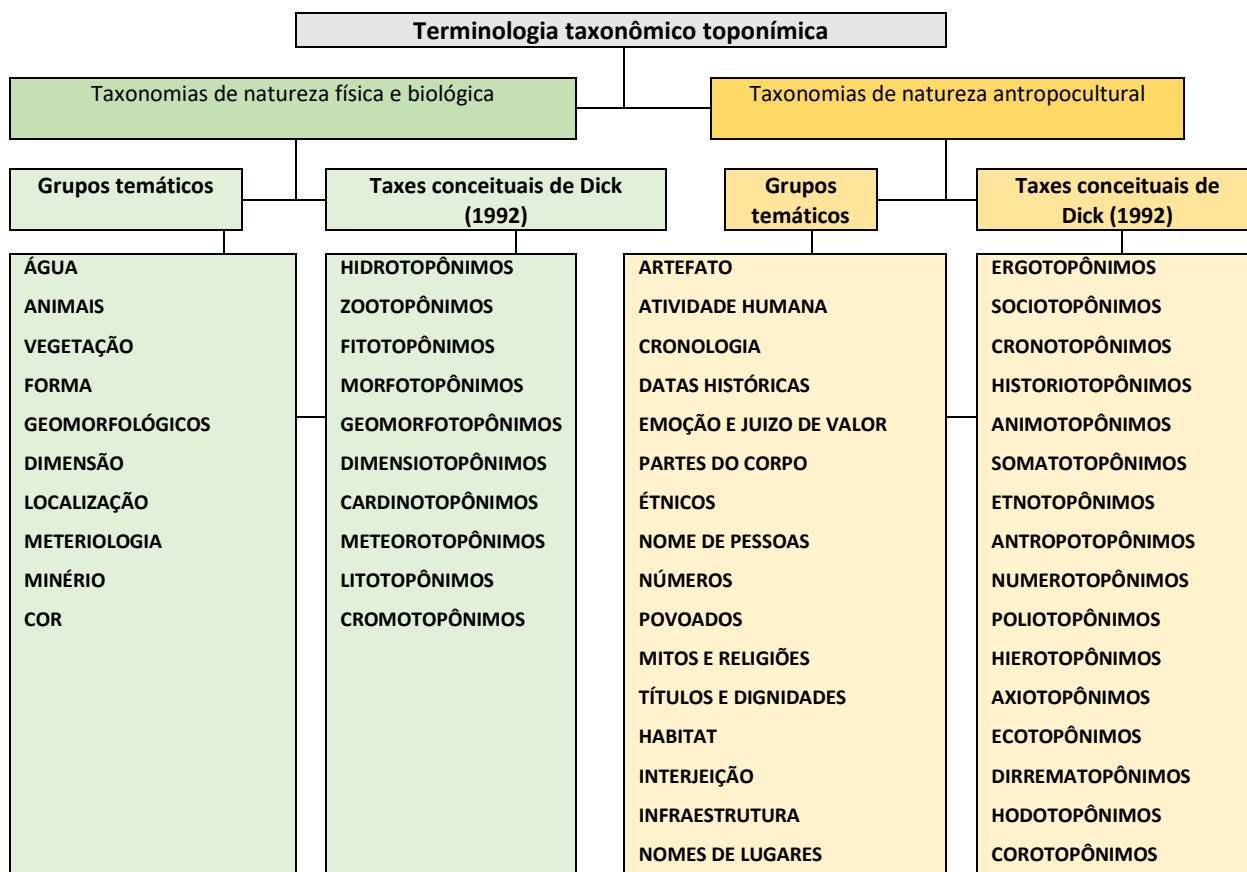 Terminologia taxonômico toponímica
Taxonomias de natureza física e biológica
Taxonomias de natureza antropocultural
Grupos temáticos
Taxes conceituais de Dick
(1992)
Grupos
temáticos
Taxes conceituais de
Dick (1992)
ÁGUA
ANIMAIS
VEGETAÇÃO
FORMA
GEOMORFOLÓGICOS
DIMENSÃO
LOCALIZAÇÃO
METERIOLOGIA
MINÉRIO
COR
HIDROTOPÔNIMOS
ZOOTOPÔNIMOS
FITOTOPÔNIMOS
MORFOTOPÔNIMOS
GEOMORFOTOPÔNIMOS
DIMENSIOTOPÔNIMOS
CARDINOTOPÔNIMOS
METEOROTOPÔNIMOS
LITOTOPÔNIMOS
CROMOTOPÔNIMOS
ARTEFATO
ATIVIDADE HUMANA
CRONOLOGIA
DATAS HISTÓRICAS
EMOÇÃO E JUIZO DE VALOR
PARTES DO CORPO
ÉTNICOS
NOME DE PESSOAS
NÚMEROS
POVOADOS
MITOS E RELIGIÕES
TÍTULOS E DIGNIDADES
HABITAT
INTERJEIÇÃO
INFRAESTRUTURA
NOMES DE LUGARES
ERGOTOPÔNIMOS
SOCIOTOPÔNIMOS
CRONOTOPÔNIMOS
HISTORIOTOPÔNIMOS
ANIMOTOPÔNIMOS
SOMATOTOPÔNIMOS
ETNOTOPÔNIMOS
ANTROPOTOPÔNIMOS
NUMEROTOPÔNIMOS
POLIOTOPÔNIMOS
HIEROTOPÔNIMOS
AXIOTOPÔNIMOS
ECOTOPÔNIMOS
DIRREMATOPÔNIMOS
HODOTOPÔNIMOS
COROTOPÔNIMOS